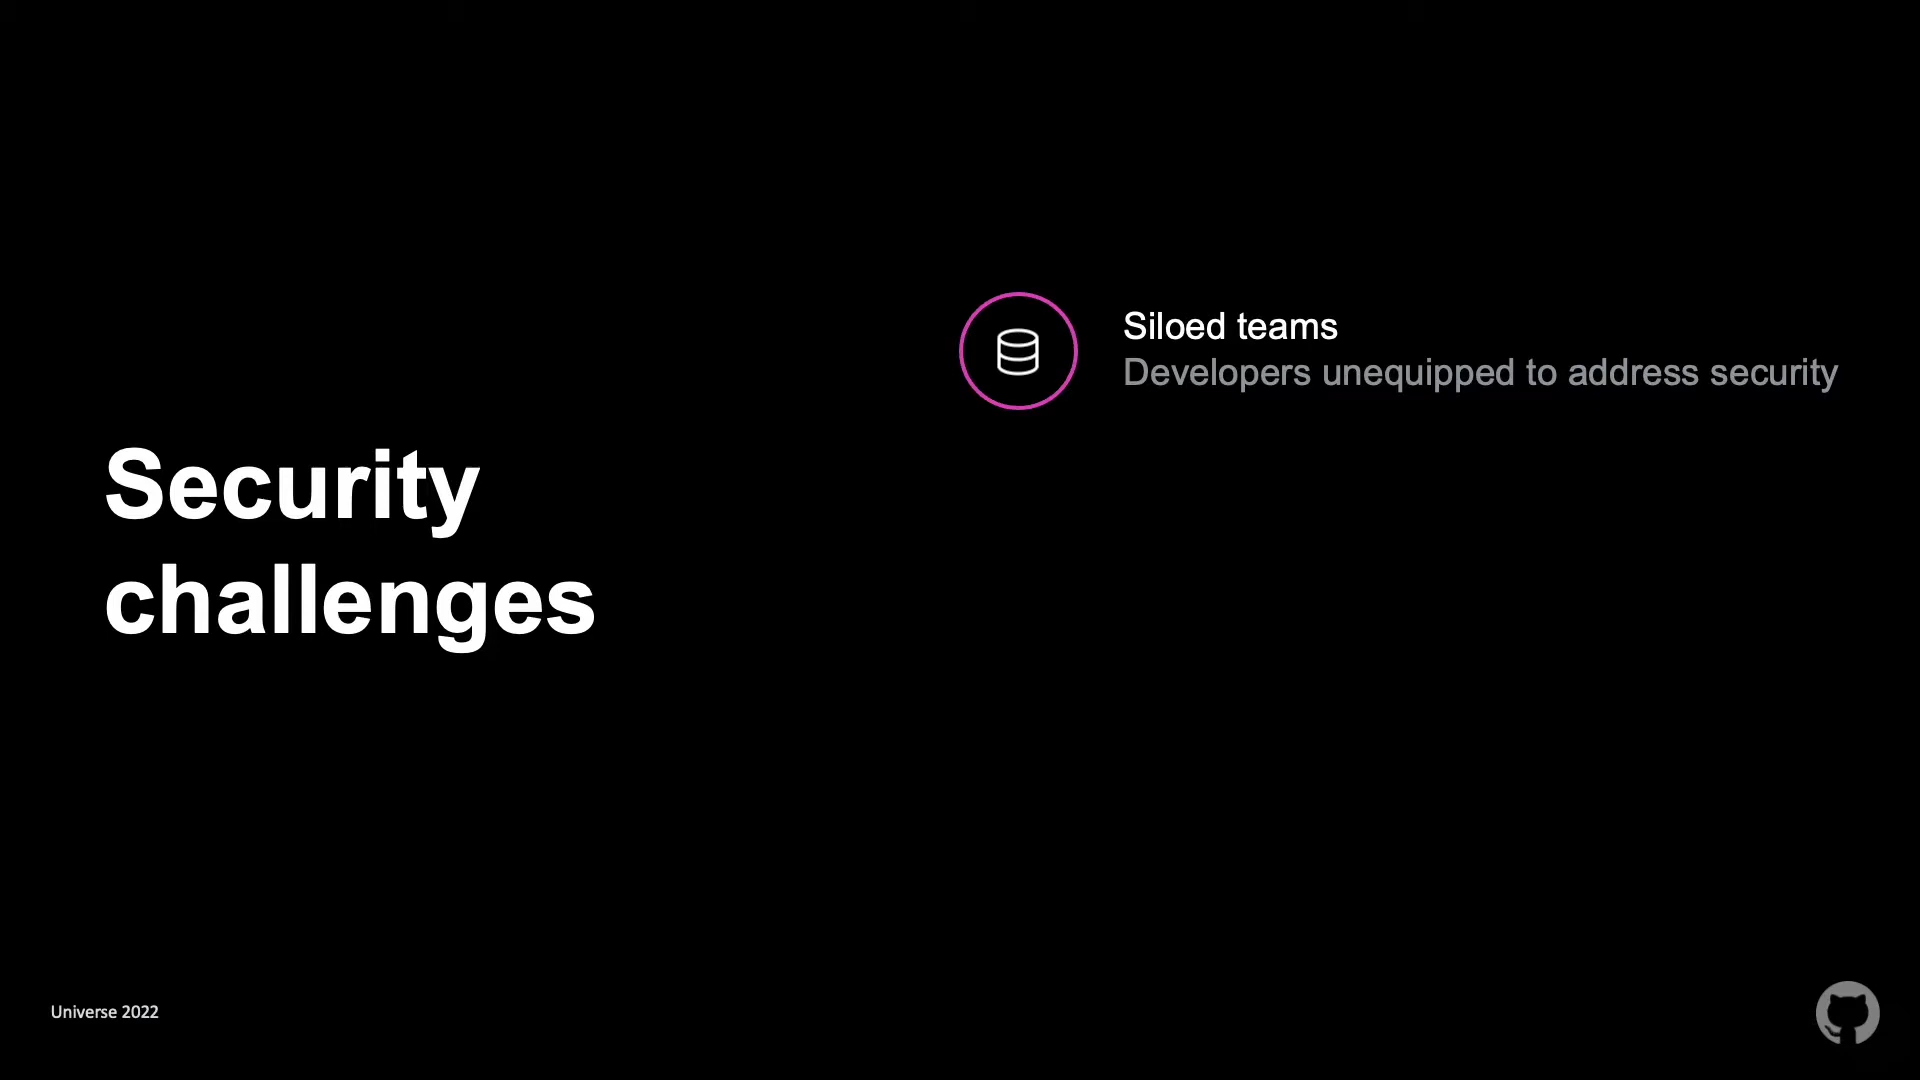 Security
challenges
Siloed teams
Developers unequipped to address security
Universe 2022